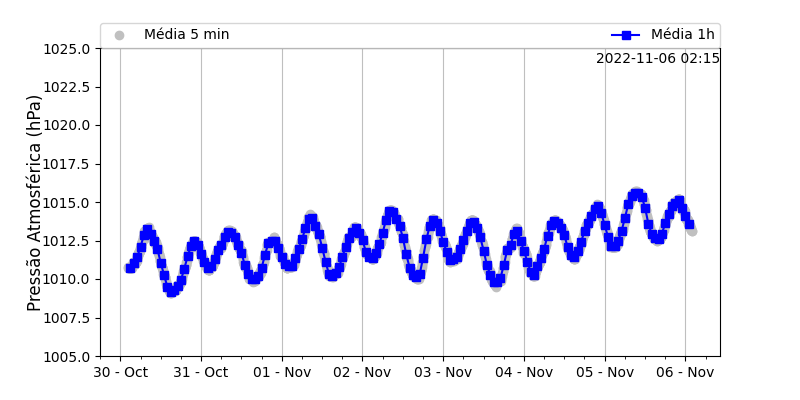 Média 5 min
Média 1h
2022-11-06 02:15
Pressão Atmosférica (hPa)
1025.0
1022.5
1020.0
1017.5
1015.0
1012.5
1010.0
1007.5
1005.0
30 - Oct
31 - Oct
01 - Nov
02 - Nov
03 - Nov
04 - Nov
05 - Nov
06 - Nov